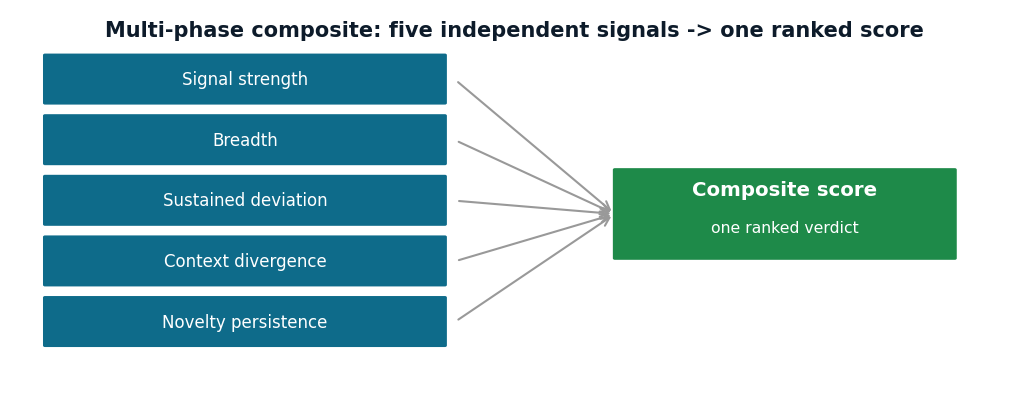 Multi-phase composite: five independent signals -> one ranked score
Signal strength
Breadth
Sustained deviation
Context divergence
Novelty persistence
Composite score
one ranked verdict